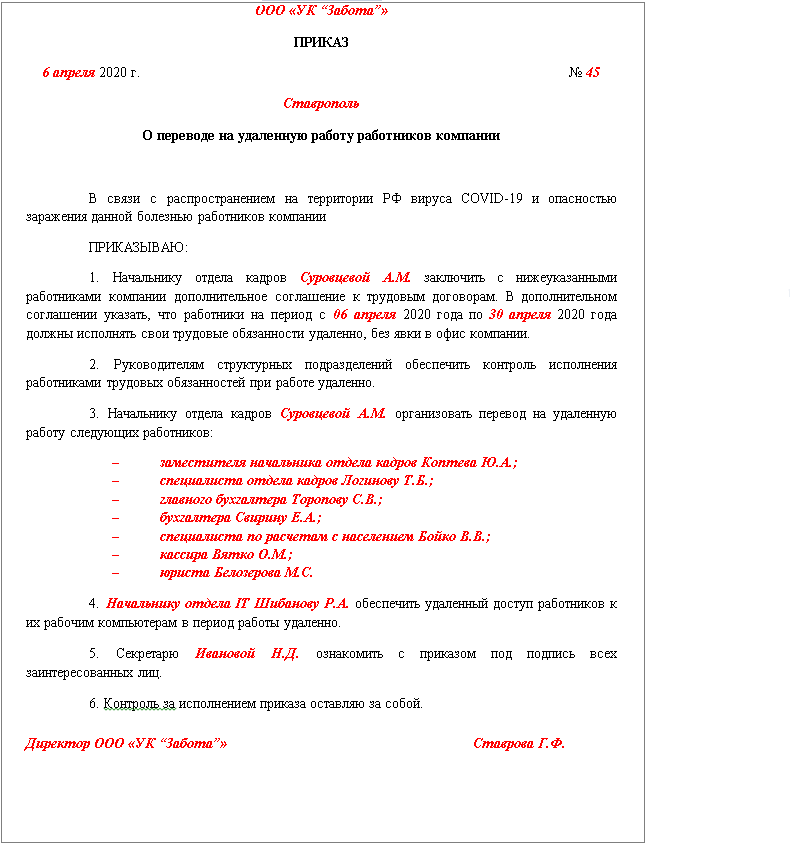 ООО «УК “Забота”»
ПРИКАЗ
6 апреля 2020 г. № 45
Ставрополь
О переводе на удаленную работу работников компании
В связи с распространением на территории РФ вируса COVID-19 и опасностью
заражения данной болезнью работников компании
ПРИКАЗЫВАЮ:
1. Начальнику отдела кадров Суровцевой А.М. заключить с нижеуказанными
работниками компании дополнительное соглашение к трудовым договорам. В дополнительном
соглашении указать, что работники на период с 06 апреля 2020 года по 30 апреля 2020 года
должны исполнять свои трудовые обязанности удаленно, без явки в офис компании.
2. Руководителям структурных подразделений обеспечить контроль исполнения
работниками трудовых обязанностей при работе удаленно.
3. Начальнику отдела кадров Суровцевой А.М. организовать перевод на удаленную
работу следующих работников:
– заместителя начальника отдела кадров Коптева Ю.А.;
– специалиста отдела кадров Логинову Т.Б.;
– главного бухгалтера Торопову С.В.;
– бухгалтера Свирину Е.А.;
– специалиста по расчетам с населением Бойко В.В.;
– кассира Вятко О.М.;
– юриста Белозерова М.С.
4. Начальнику отдела IT Шибанову Р.А. обеспечить удаленный доступ работников к
их рабочим компьютерам в период работы удаленно.
5. Секретарю Ивановой Н.Д. ознакомить с приказом под подпись всех
заинтересованных лиц.
6. Контроль за исполнением приказа оставляю за собой.
Директор ООО «УК “Забота”» Ставрова Г.Ф.